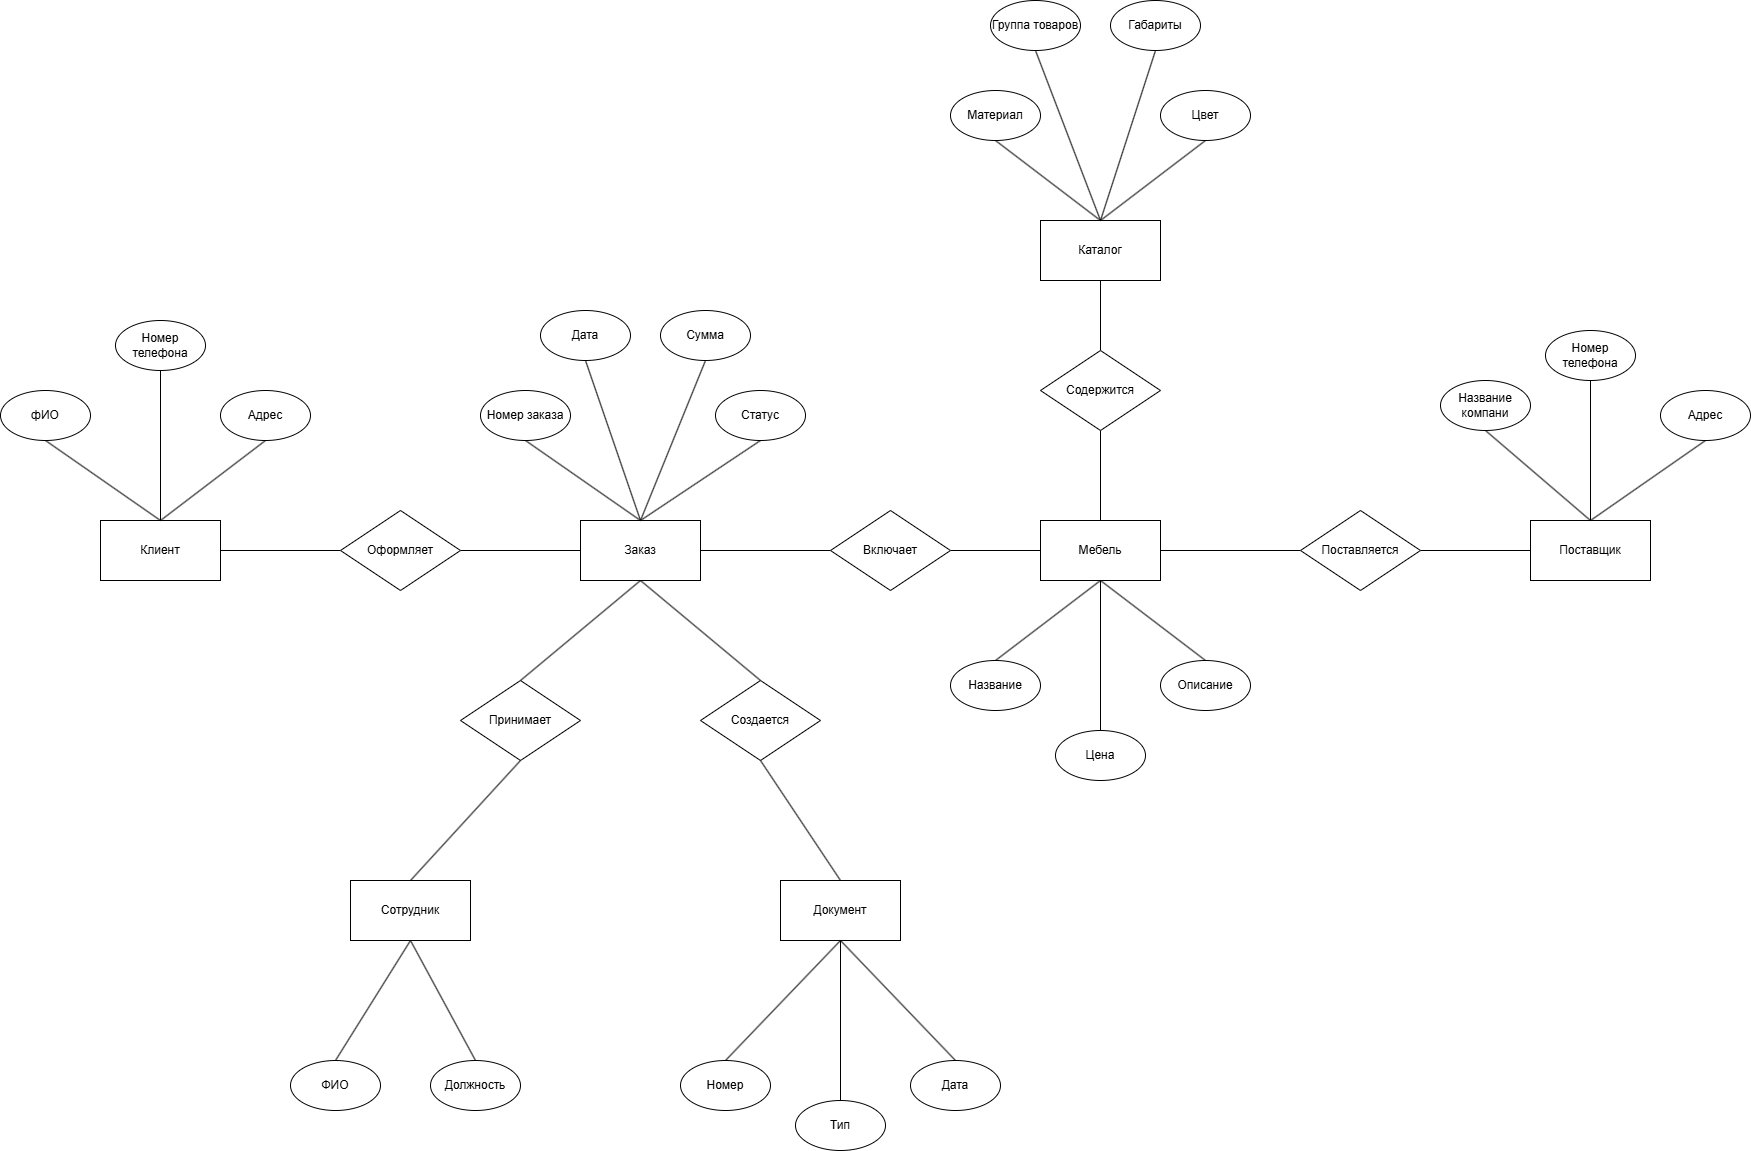 Группа товаров
Габариты
Материал
Цвет
Каталог
Номер
телефона
Дата
Сумма
Номер
телефона
ФИО
Адрес
Номер заказа
Статус
Содержится
Название
компани
Адрес
Клиент
Оформляет
Заказ
Включает
Мебель
Поставляется
Поставщик
Название
Описание
Принимает
Создается
Цена
Сотрудник
Документ
ФИО
Должность
Номер
Дата
Тип